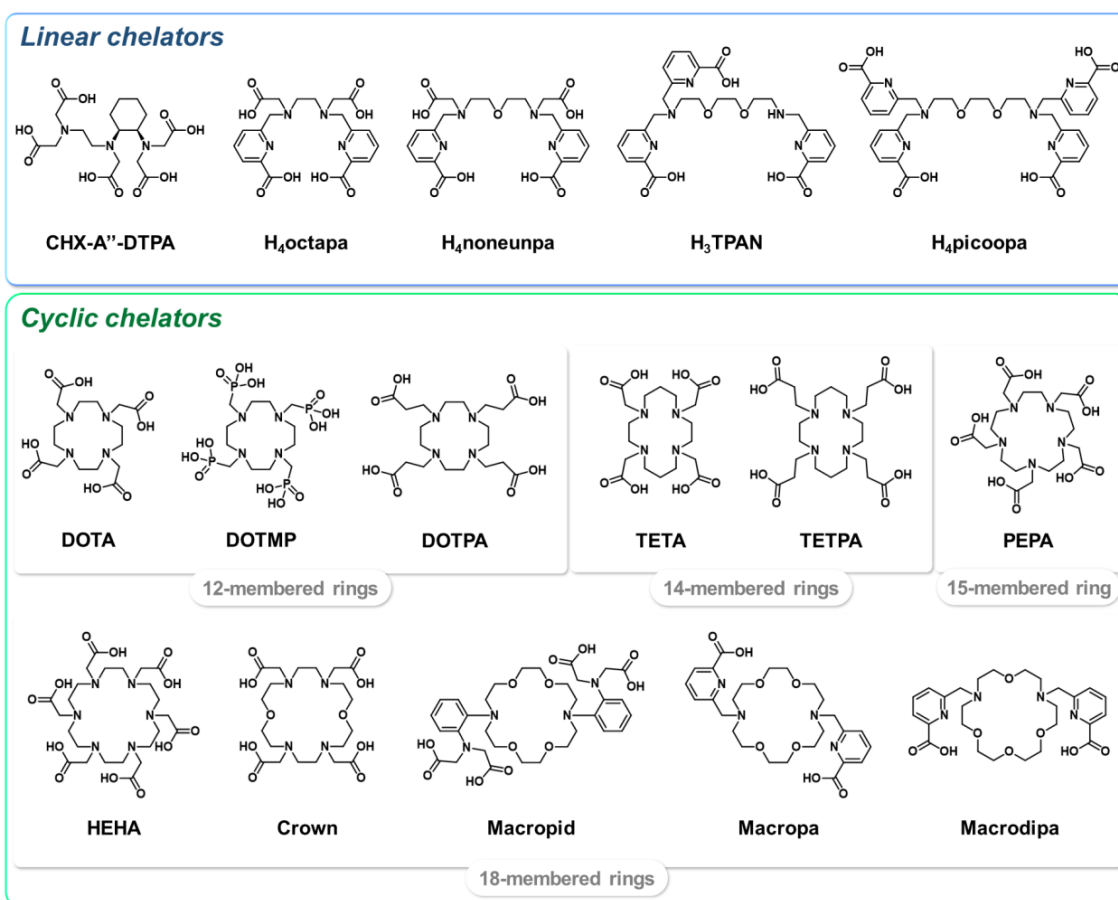 Linear chelators
CHX-A”-DTPA H₄octapa H₄noneunpa H₃TPAN H₄picoopa
Cyclic chelators
DOTA DOTMP DOTPA TETA TETPA PEPA
12-membered rings 14-membered rings 15-membered ring
HEHA Crown Macropid Macropa Macrodipa
18-membered rings